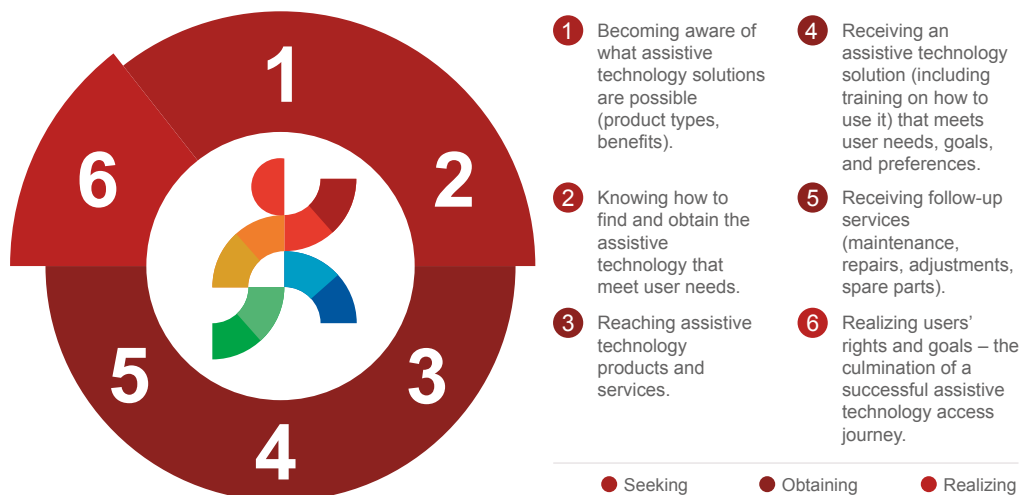 1
2
3
4
5
6
1 Becoming aware of
what assistive
technology solutions
are possible
(product types,
benefits).
2 Knowing how to
find and obtain the
assistive
technology that
meet user needs.
3 Reaching assistive
technology
products and
services.
4 Receiving an
assistive technology
solution (including
training on how to
use it) that meets
user needs, goals,
and preferences.
5 Receiving follow-up
services
(maintenance,
repairs, adjustments,
spare parts).
6 Realizing users’
rights and goals – the
culmination of a
successful assistive
technology access
journey.
Seeking
Obtaining
Realizing